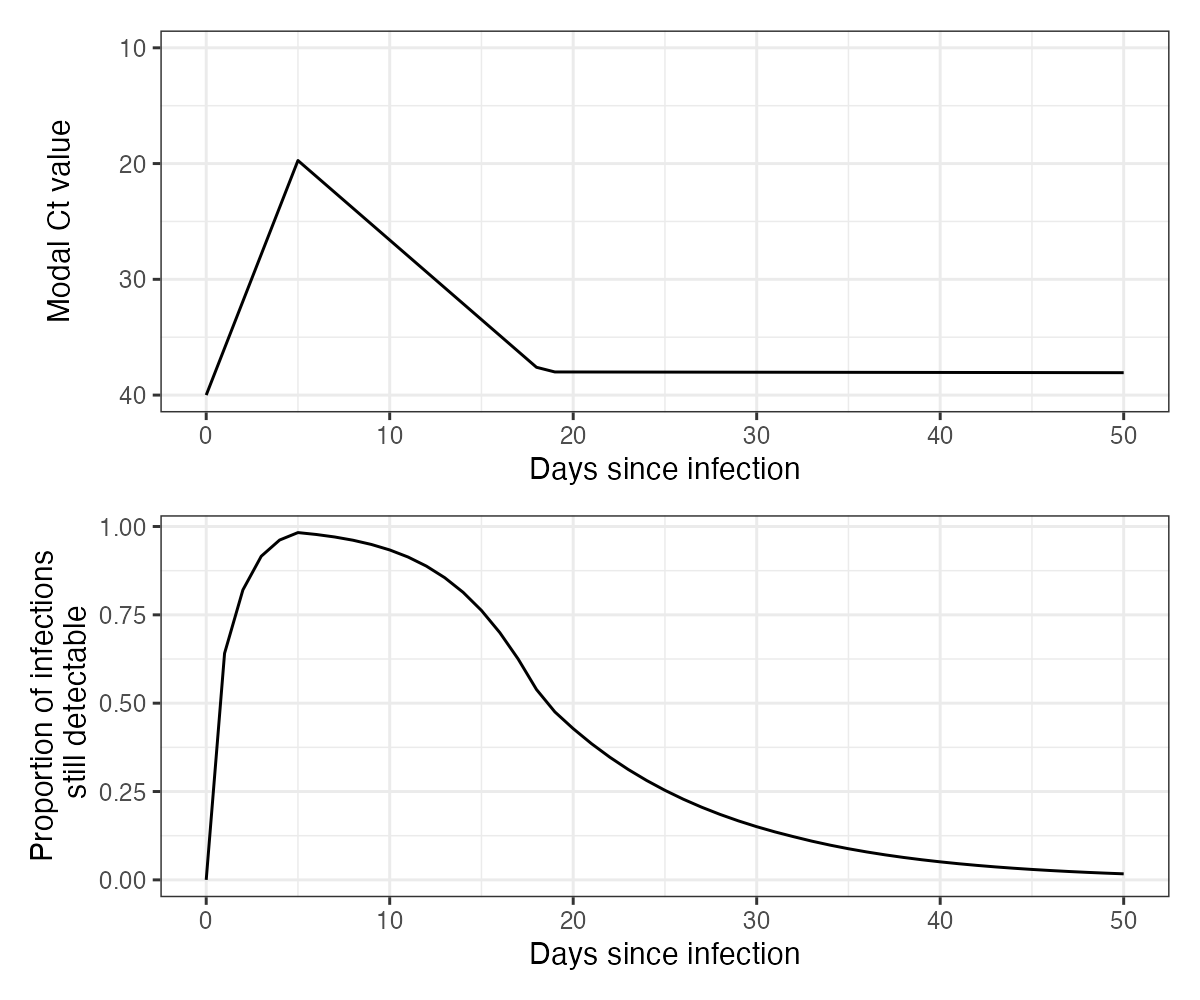 10
20
30
40
Modal Ct value
0 10 20 30 40 50
Days since infection
1.00
0.75
0.50
0.25
0.00
Proportion of infections
still detectable
0 10 20 30 40 50
Days since infection